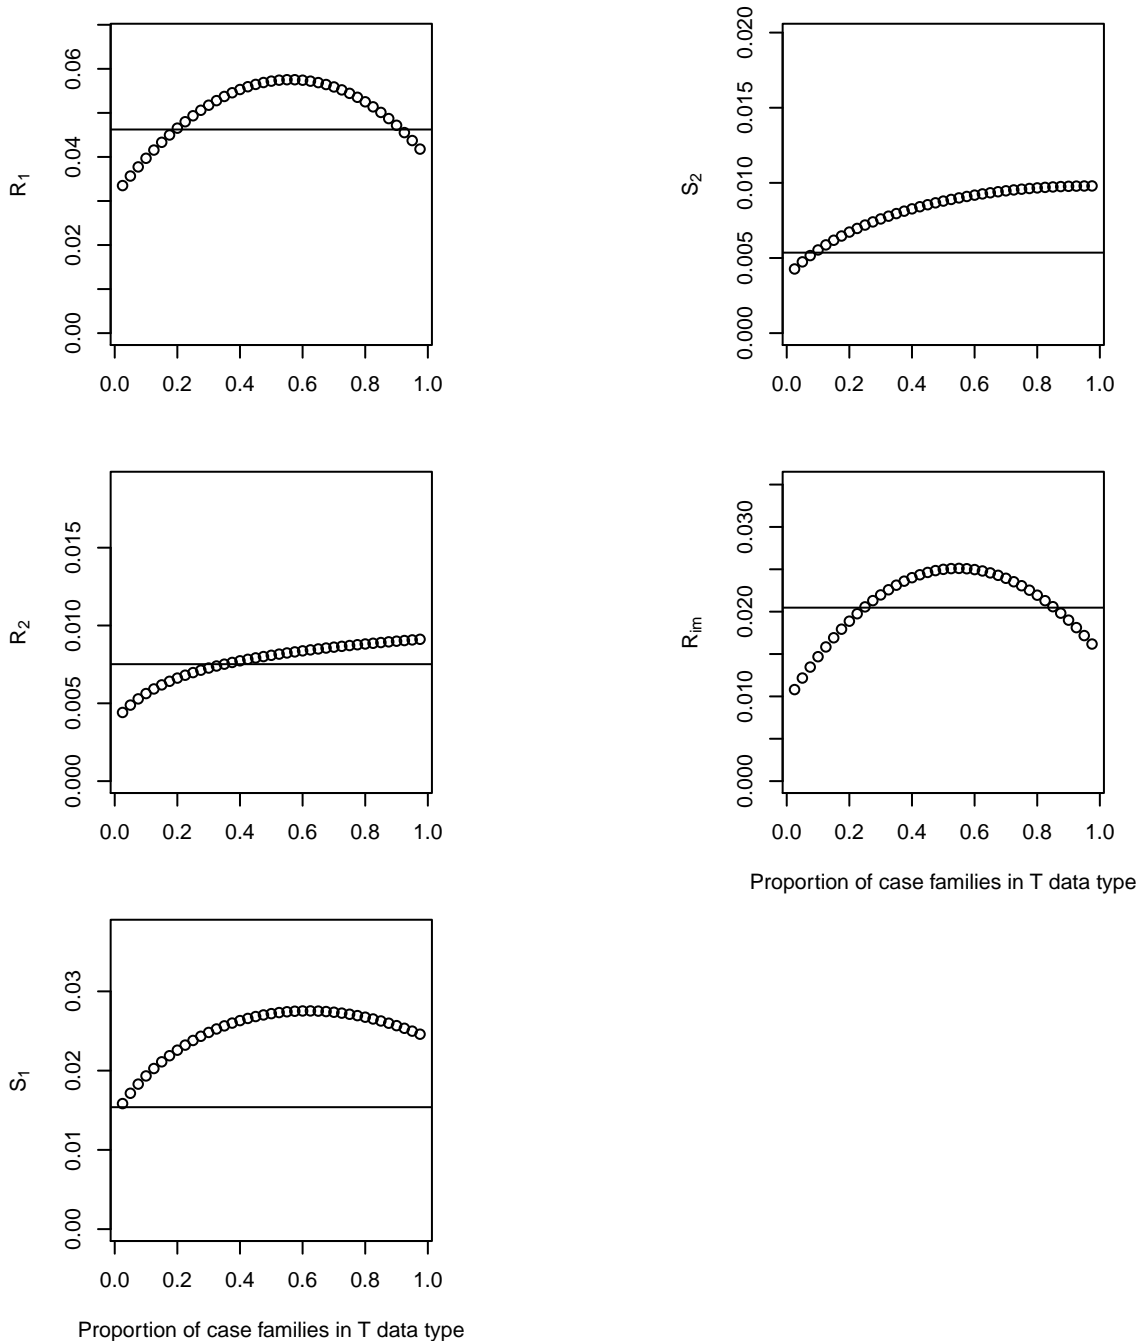 0.00 0.02 0.04 0.06
R1
0.0 0.2 0.4 0.6 0.8 1.0
0.000 0.005 0.010 0.015 0.020
S2
0.0 0.2 0.4 0.6 0.8 1.0
0.000 0.005 0.010 0.015
R2
0.0 0.2 0.4 0.6 0.8 1.0
0.000 0.010 0.020 0.030
Rim
0.0 0.2 0.4 0.6 0.8 1.0
Proportion of case families in T data type
0.00 0.01 0.02 0.03
S1
0.0 0.2 0.4 0.6 0.8 1.0
Proportion of case families in T data type